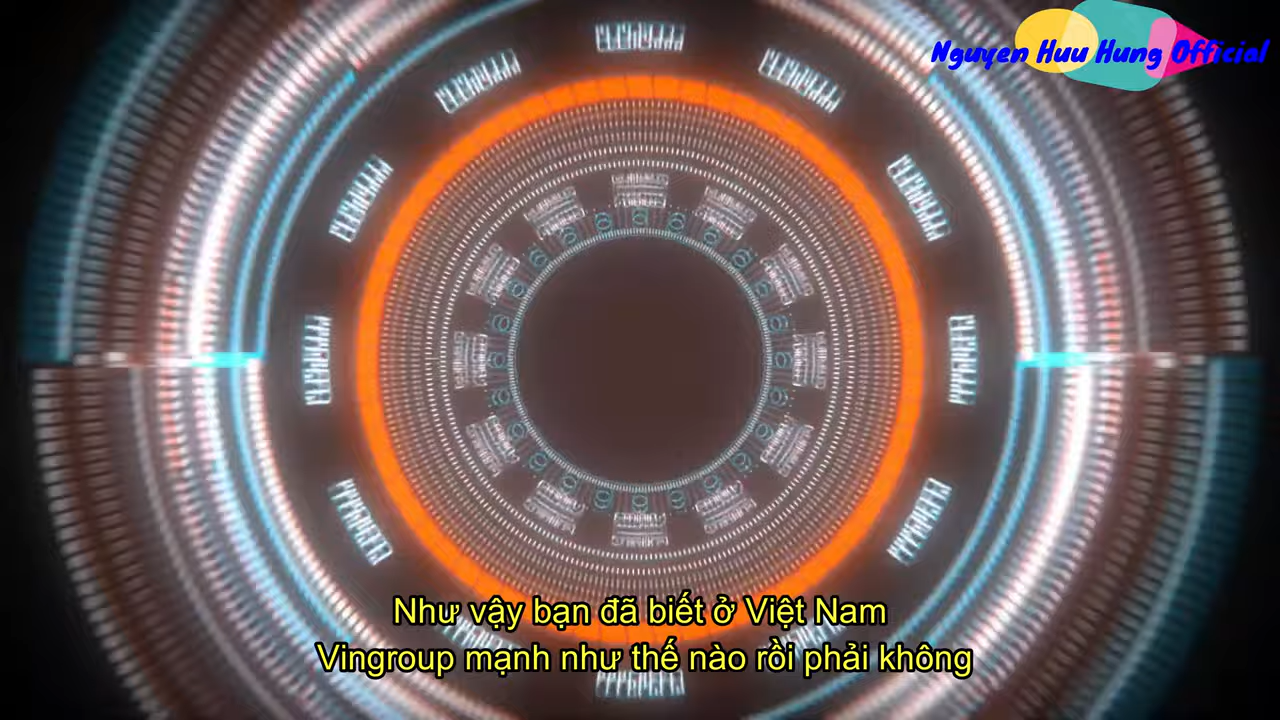 Nguyen Huu Hung Official
Như vậy bạn đã biết ở Việt Nam
Vingroup mạnh như thế nào rồi phải không